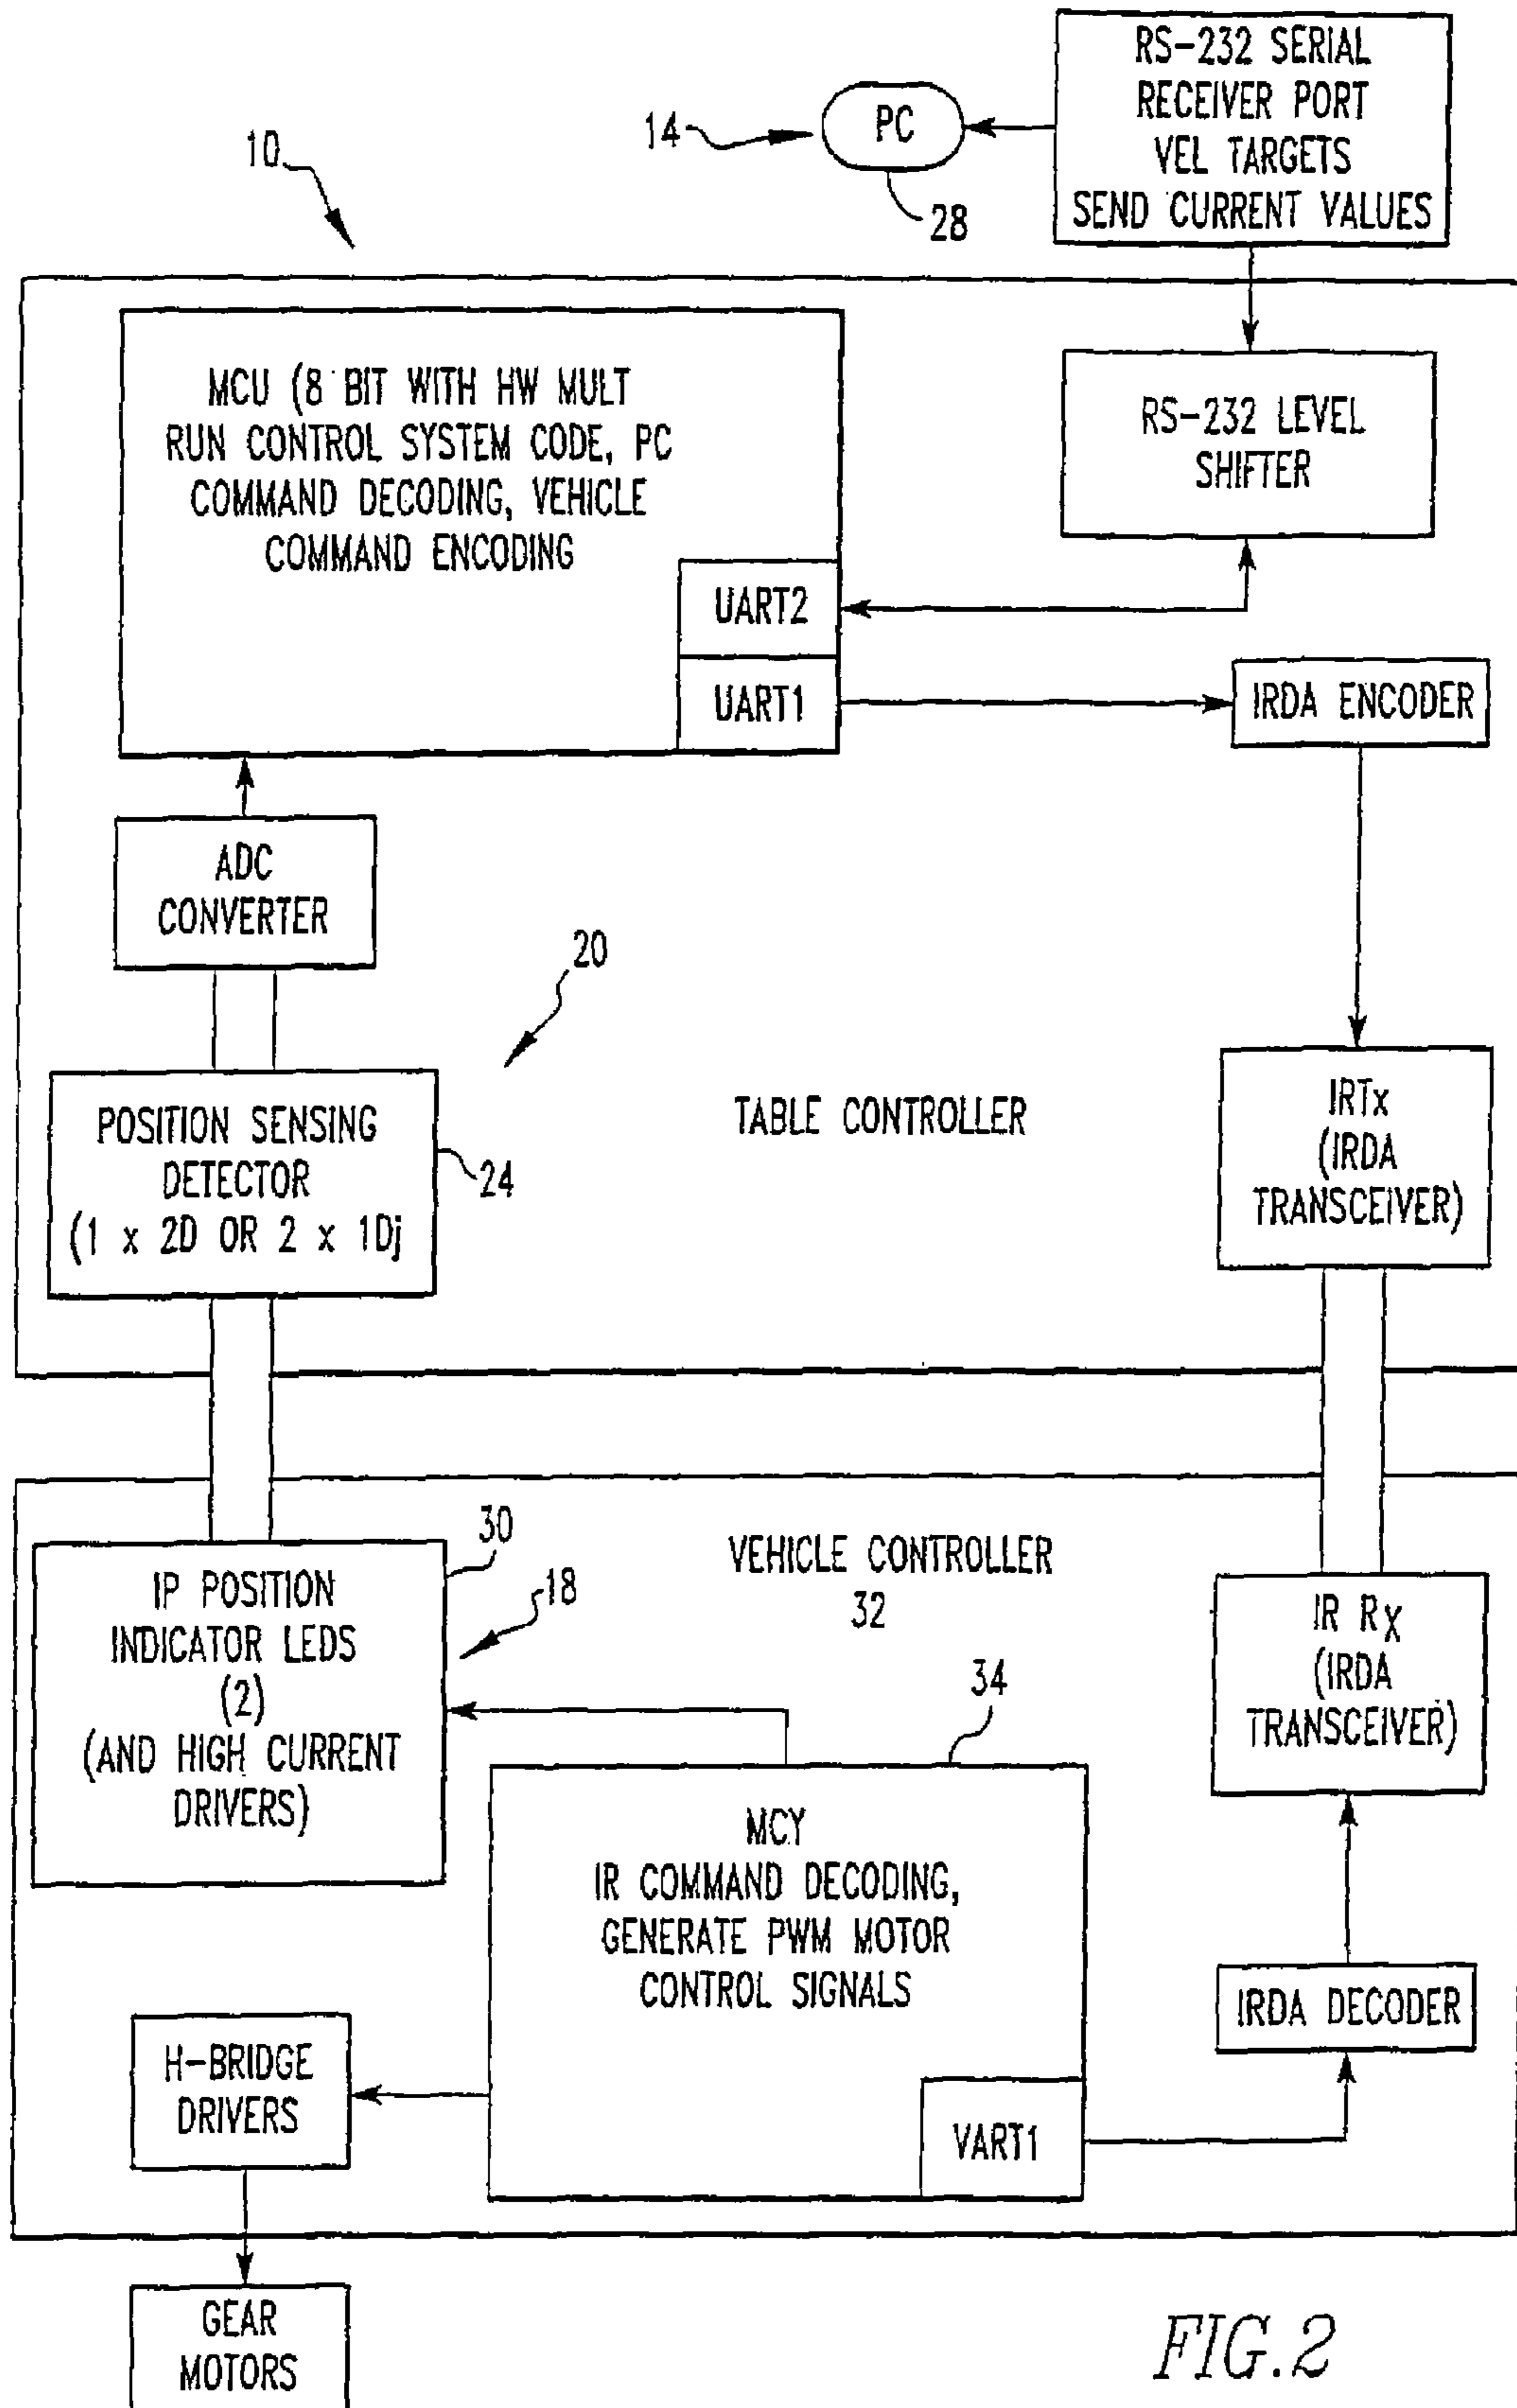 RS-232 SERIAL
RECEIVER PORT
VEL TARGETS
SEND CURRENT VALUES
14
PC
28
10
MCU (8 BIT WITH HW MULT
RUN CONTROL SYSTEM CODE, PC
COMMAND DECODING, VEHICLE
COMMAND ENCODING
RS-232 LEVEL
SHIFTER
UART2
UART1
IRDA ENCODER
ADC
CONVERTER
20
POSITION SENSING
DETECTOR
(1 x 2D OR 2 x 1Dj
24
TABLE CONTROLLER
IRTx
(IRDA
TRANSCEIVER)
30
VEHICLE CONTROLLER
32
IP POSITION
INDICATOR LEDS
(2)
(AND HIGH CURRENT
DRIVERS)
18
IR Rx
(IRDA
TRANSCEIVER)
34
MCY
IR COMMAND DECODING,
GENERATE PWM MOTOR
CONTROL SIGNALS
IRDA DECODER
H-BRIDGE
DRIVERS
VART1
GEAR
MOTORS
FIG.2